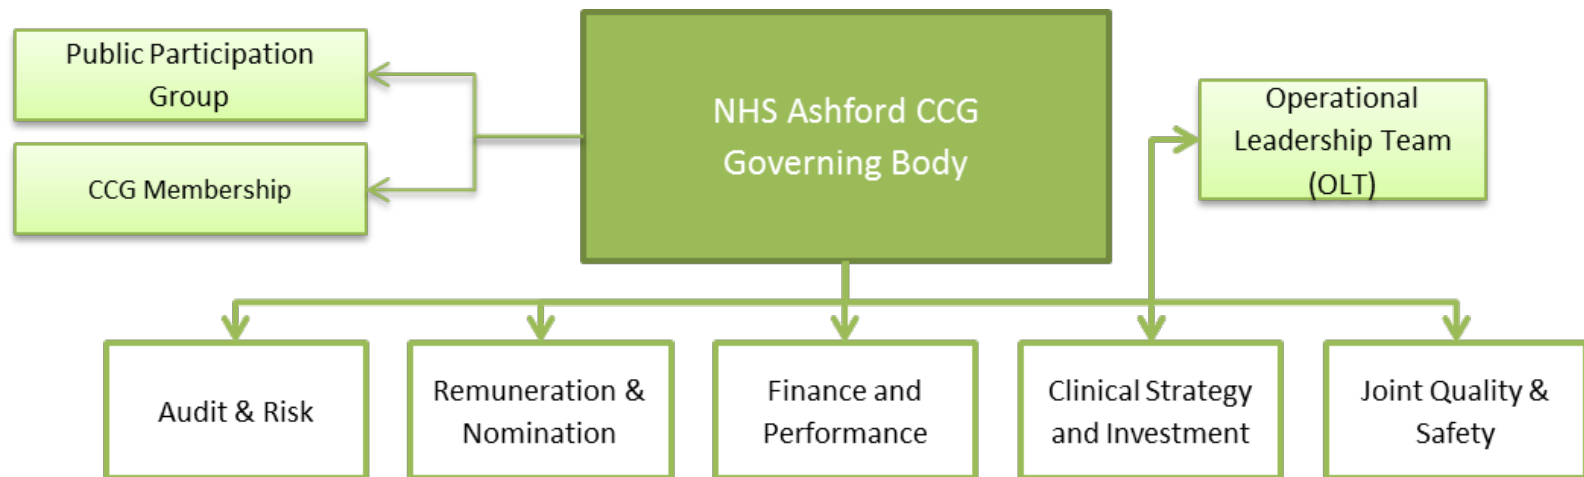 Public Participation
Group
CCG Membership
NHS Ashford CCG
Governing Body
Operational
Leadership Team
(OLT)
Audit & Risk
Remuneration &
Nomination
Finance and
Performance
Clinical Strategy
and Investment
Joint Quality &
Safety